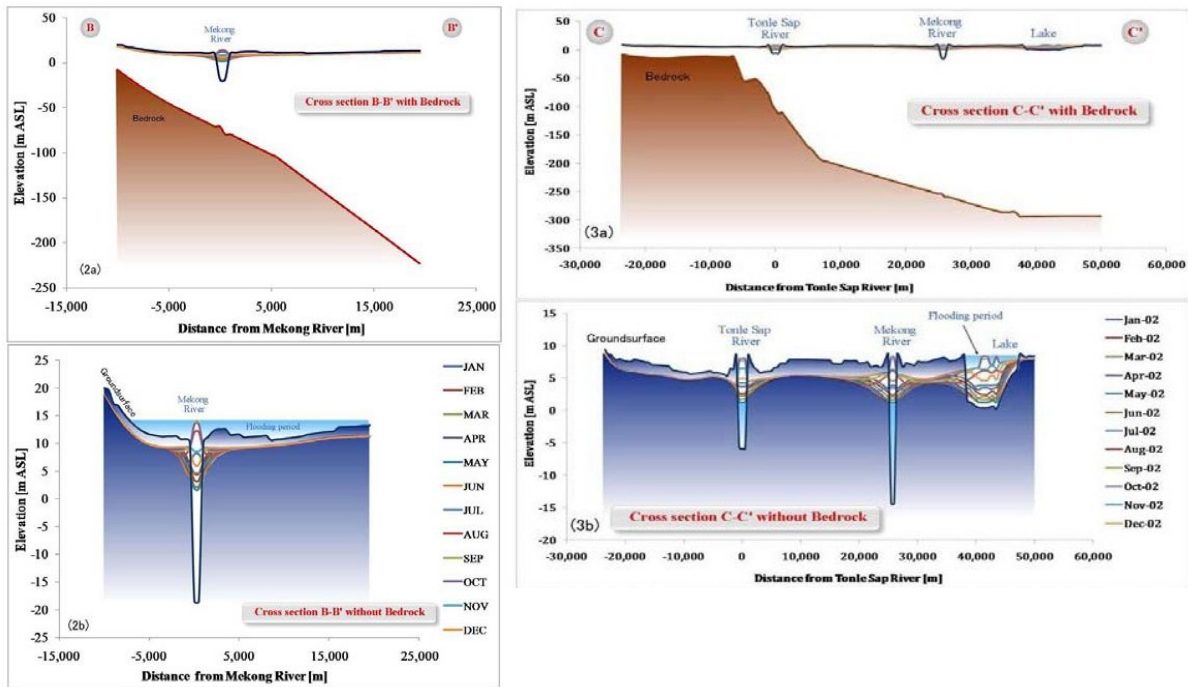 B
Mekong
River
B'
Elevation [m ASL]
50
0
-50
-100
-150
-200
-250
Cross section B-B' with Bedrock
Bedrock
(2a)
-15,000
-5,000
5,000
15,000
25,000
Distance from Mekong River [m]
C
Tonle Sap
River
Mekong
River
Lake
C'
Elevation [m ASL]
50
0
-50
-100
-150
-200
-250
-300
-350
Bedrock
Cross section C-C' with Bedrock
(3a)
-30,000
-20,000
-10,000
0
10,000
20,000
30,000
40,000
50,000
60,000
Distance from Tonle Sap River [m]
Elevation [m ASL]
25
20
15
10
5
0
-5
-10
-15
-20
-25
Groundsurface
Mekong
River
Flooding period
JAN
FEB
MAR
APR
MAY
JUN
JUL
AUG
SEP
OCT
NOV
DEC
Cross section B-B' without Bedrock
(2b)
-15,000
-5,000
5,000
15,000
25,000
Distance from Mekong River [m]
Elevation [m ASL]
15
10
5
0
-5
-10
-15
-20
Groundsurface
Tonle Sap
River
Mekong
River
Flooding period
Lake
Jan-02
Feb-02
Mar-02
Apr-02
May-02
Jun-02
Jul-02
Aug-02
Sep-02
Oct-02
Nov-02
Dec-02
Cross section C-C' without Bedrock
(3b)
-30,000
-20,000
-10,000
0
10,000
20,000
30,000
40,000
50,000
60,000
Distance from Tonle Sap River [m]